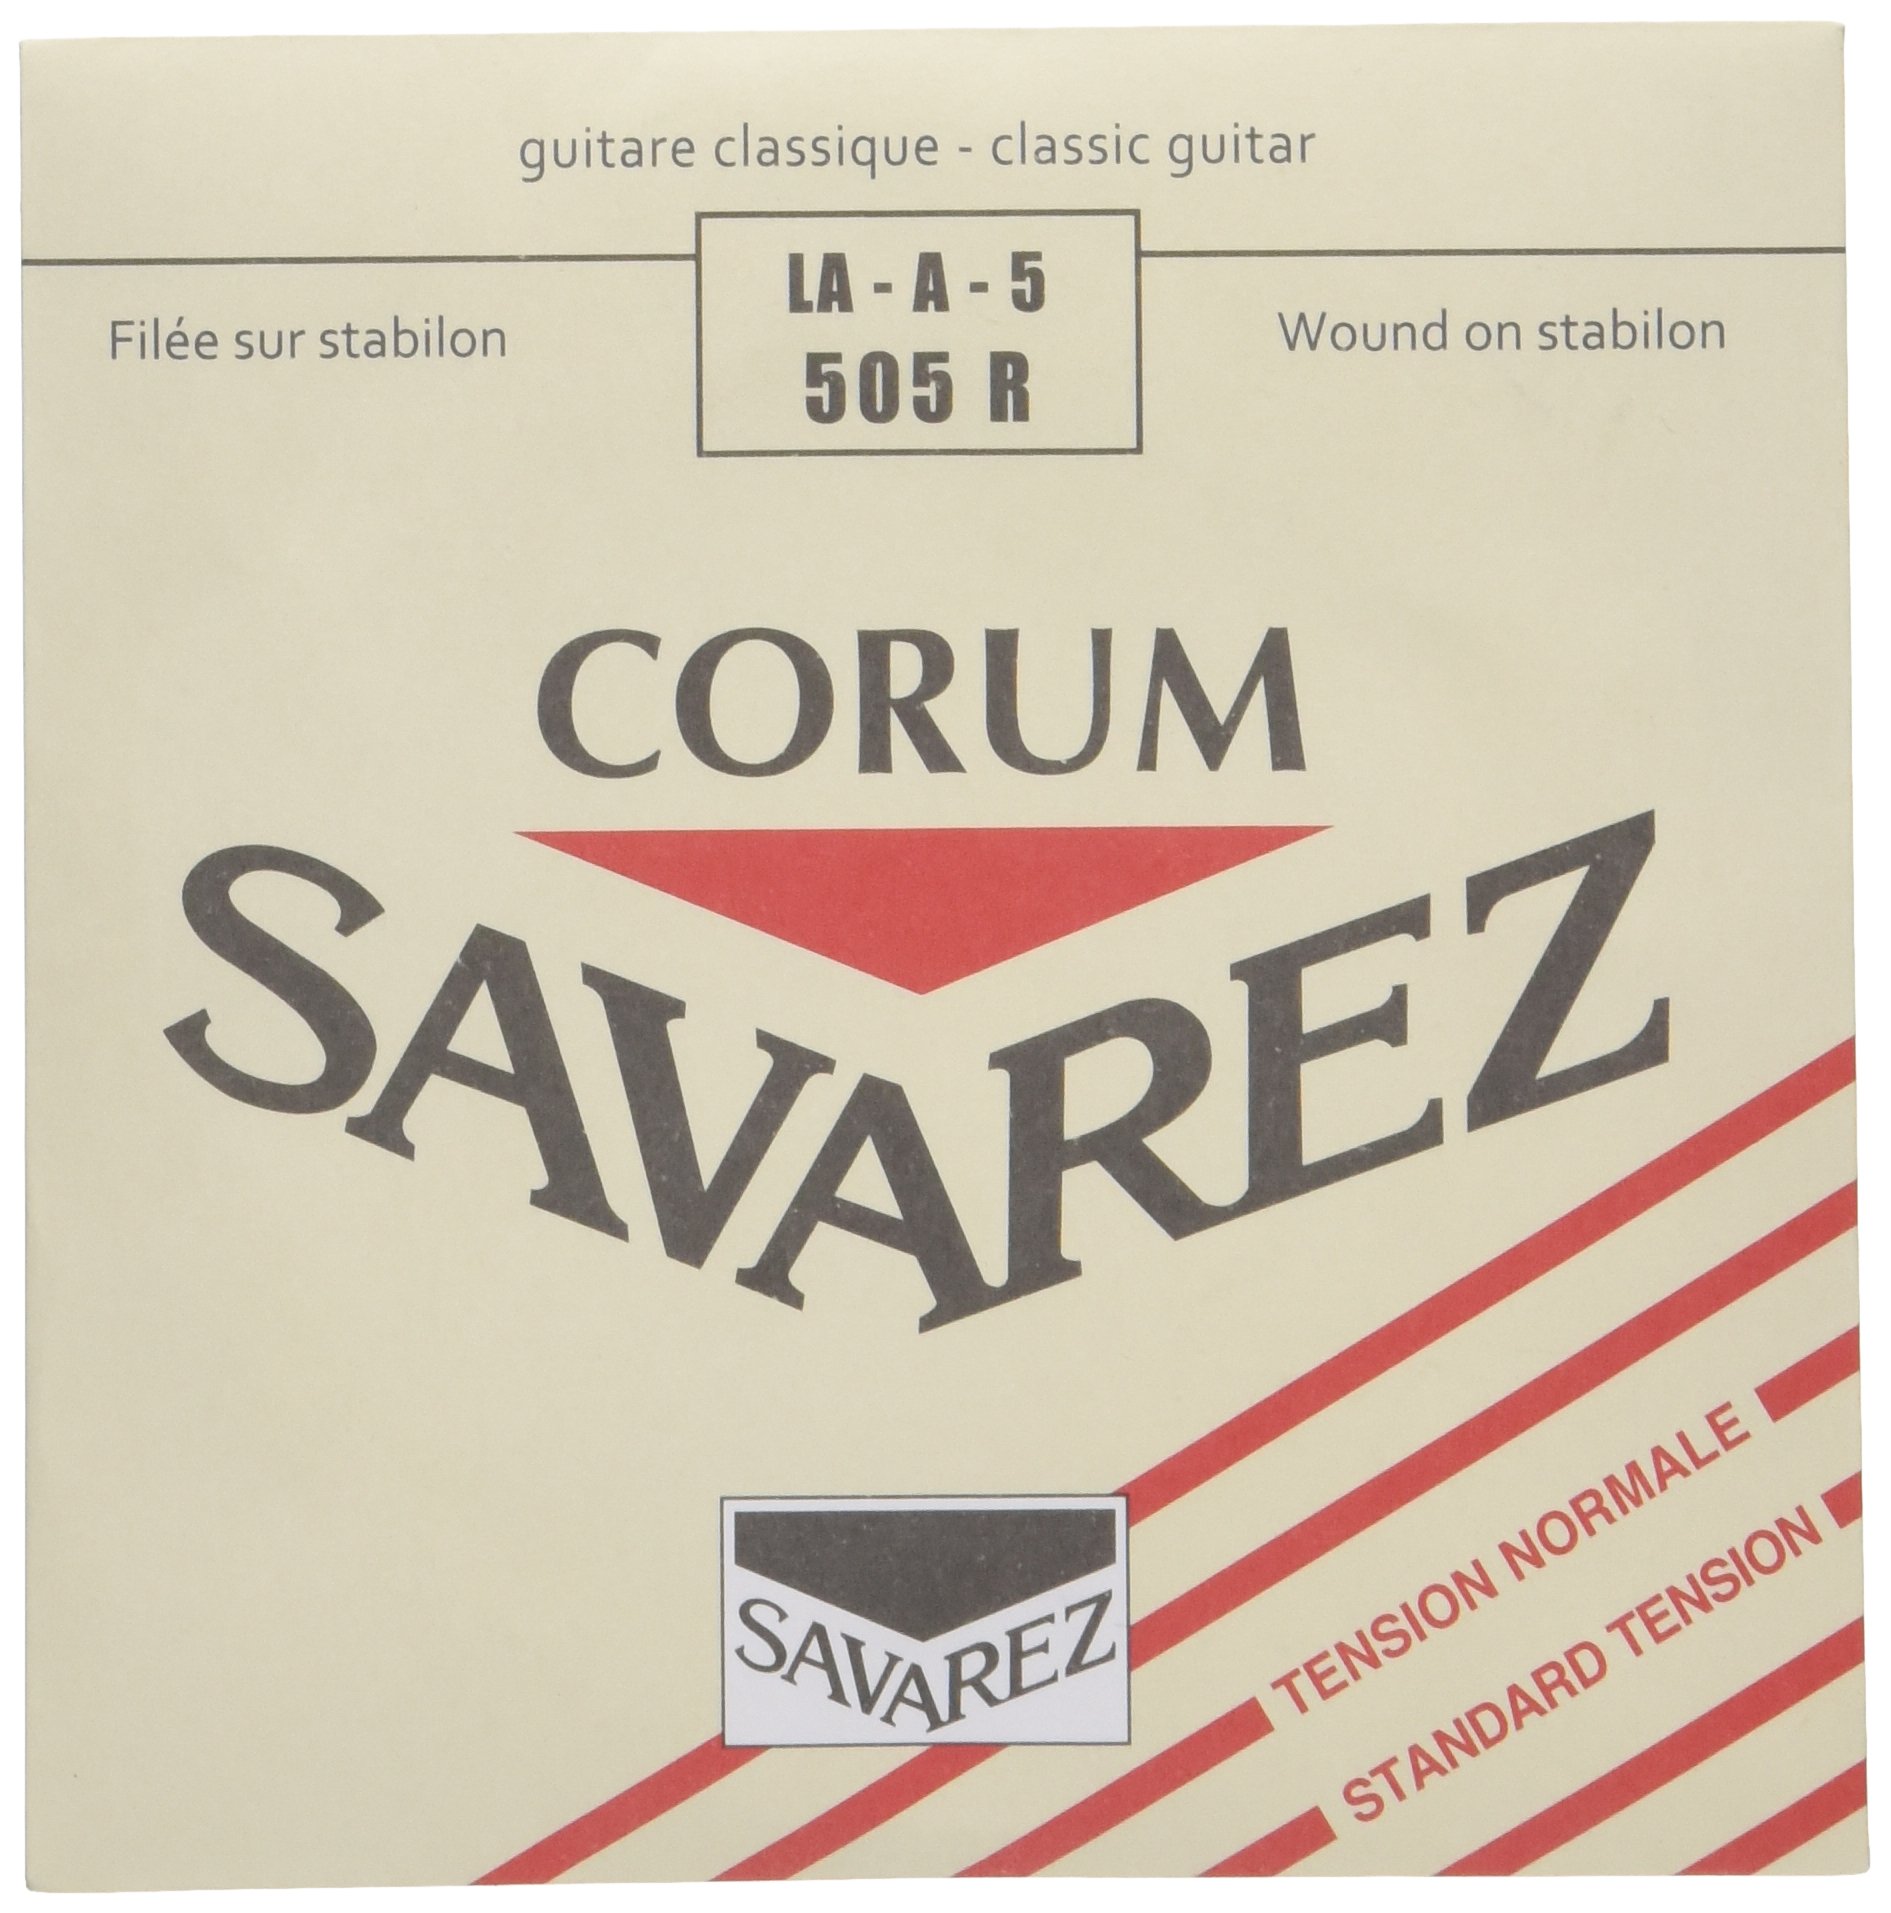 guitare classique - classic guitar
LA - A - 5
505 R
Filée sur stabilon
Wound on stabilon
CORUM
SAVAREZ
SAVAREZ
TENSION NORMALE
STANDARD TENSION